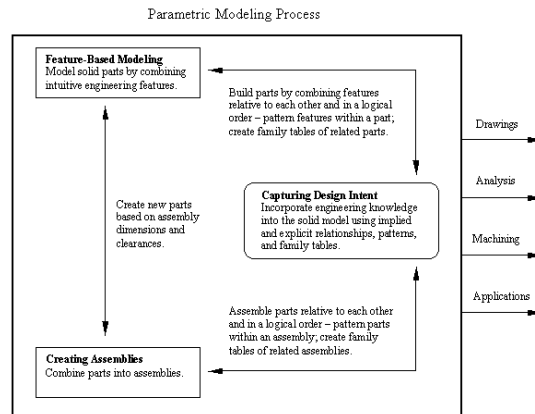 Parametric Modeling Process
Feature-Based Modeling
Model solid parts by combining
intuitive engineering features.
Build parts by combining features
relative to each other and in a logical
order – pattern features within a part;
create family tables of related parts.
Drawings
Analysis
Capturing Design Intent
Incorporate engineering knowledge
into the solid model using implied
and explicit relationships, patterns,
and family tables.
Create new parts
based on assembly
dimensions and
clearances.
Machining
Applications
Assemble parts relative to each other
and in a logical order – pattern parts
within an assembly; create family
tables of related assemblies.
Creating Assemblies
Combine parts into assemblies.